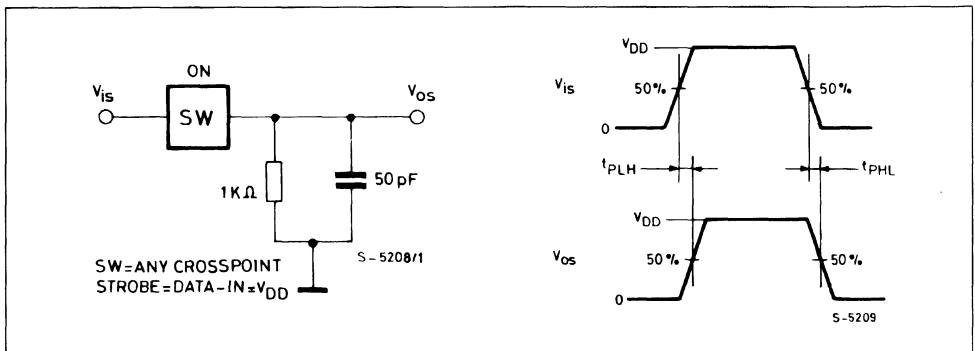 ON
Vis
SW
Vos
1KΩ
50pF
S-5208/1
SW=ANY CROSSPOINT
STROBE=DATA-IN=VDD
VDD
Vis
50%
50%
0
tPLH
tPHL
VDD
Vos
50%
50%
0
S-5209